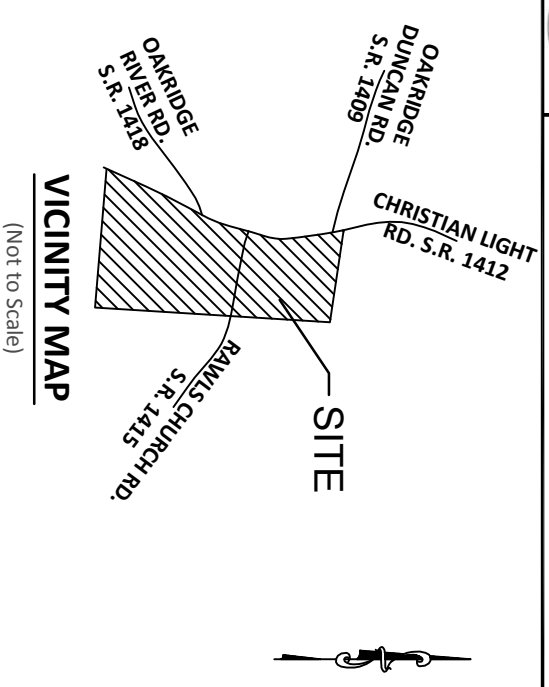 OAKRIDGE
DUNCAN RD.
S.R. 1409
CHRISTIAN LIGHT
RD. S.R. 1412
OAKRIDGE
RIVER RD.
S.R. 1418
SITE
RAWLS CHURCH RD.
S.R. 1415
VICINITY MAP
(Not to Scale)